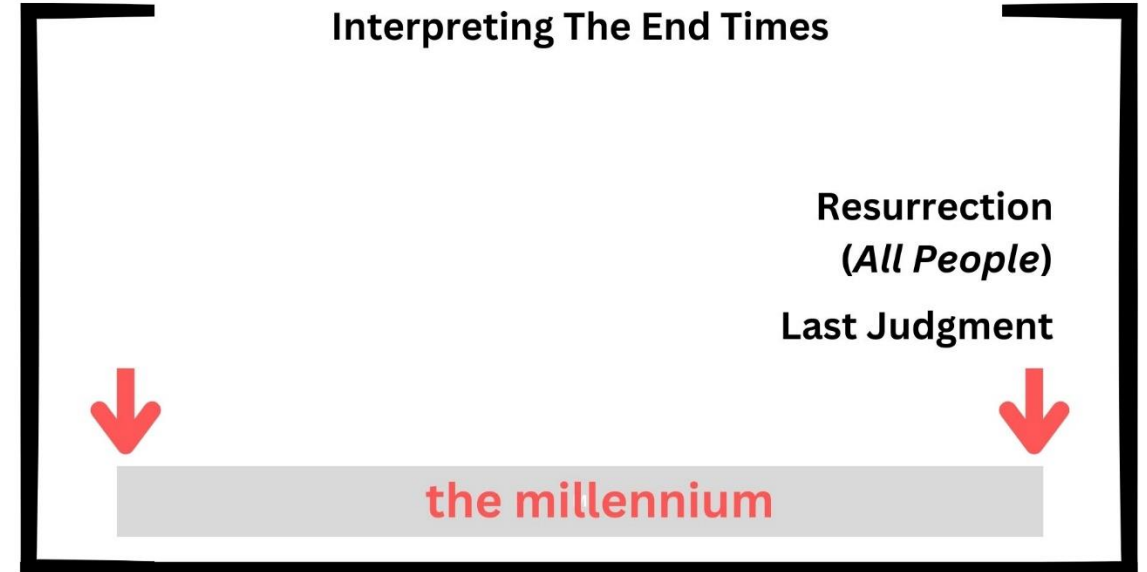 Interpreting The End Times
Resurrection
(All People)
Last Judgment
the millennium